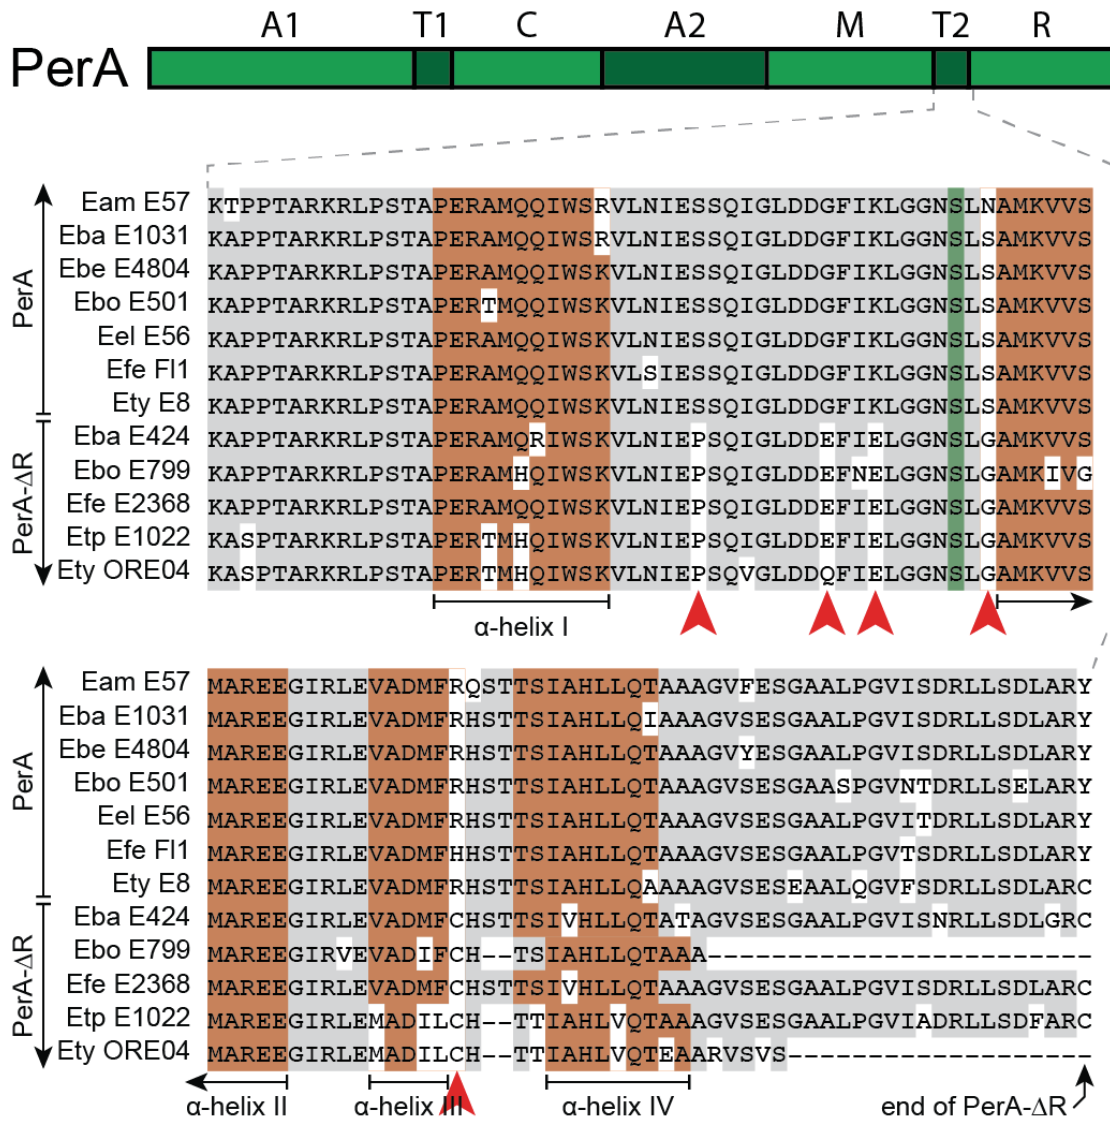 A1 T1 C A2 M T2 R
PerA
PerA
Eam E57 KTPPTARKRLPSTAPERAMQQIWSRVLNIESSQIGLDDGFIKLGGNSLNAMKVVS
Eba E1031 KAPPTARKRLPSTAPERAMQQIWSRVLNIESSQIGLDDGFIKLGGNSLSAMKVVS
Ebe E4804 KAPPTARKRLPSTAPERAMQQIWSKVLNIESSQIGLDDGFIKLGGNSLSAMKVVS
Ebo E501 KAPPTARKRLPSTAPERTMQQIWSKVLNIESSQIGLDDGFIKLGGNSLSAMKVVS
Eel E56 KAPPTARKRLPSTAPERAMQQIWSKVLNIESSQIGLDDGFIKLGGNSLSAMKVVS
Efe Fl1 KAPPTARKRLPSTAPERAMQQIWSKVLSIESSQIGLDDGFIKLGGNSLSAMKVVS
Ety E8 KAPPTARKRLPSTAPERAMQQIWSKVLNIESSQIGLDDGFIKLGGNSLSAMKVVS
PerA-ΔR
Eba E424 KAPPTARKRLPSTAPERAMQRIWSKVLNIEPSQIGLDDEFIELGGNSLGAMKVVS
Ebo E799 KAPPTARKRLPSTAPERAMHQIWSKVLNIEPSQIGLDDEFNELGGNSLGAMKIVG
Efe E2368 KAPPTARKRLPSTAPERAMQQIWSKVLNIEPSQIGLDDEFIELGGNSLGAMKVVS
Etp E1022 KASPTARKRLPSTAPERTMHQIWSKVLNIEPSQIGLDDEFIELGGNSLGAMKVVS
Ety ORE04 KASPTARKRLPSTAPERTMHQIWSKVLNIEPSQVGLDDQFIELGGNSLGAMKVVS
α-helix I
PerA
Eam E57 MAREEGIRLEVADMFRQSTTSIAHLLQTAAAGVFESGAALPGVISDRLLSDLARY
Eba E1031 MAREEGIRLEVADMFRHSTTSIAHLLQIAAAGVSESGAALPGVISDRLLSDLARY
Ebe E4804 MAREEGIRLEVADMFRHSTTSIAHLLQTAAAGVYESGAALPGVISDRLLSDLARY
Ebo E501 MAREEGIRLEVADMFRHSTTSIAHLLQTAAAGVSESGAASPGVNTDRLLSELARY
Eel E56 MAREEGIRLEVADMFRHSTTSIAHLLQTAAAGVSESGAALPGVITDRLLSDLARY
Efe Fl1 MAREEGIRLEVADMFHHSTTSIAHLLQTAAAGVSESGAALPGVTSDRLLSDLARY
Ety E8 MAREEGIRLEVADMFRHSTTSIAHLLQAAAAGVSESEAALQGVFSDRLLSDLARC
PerA-ΔR
Eba E424 MAREEGIRLEVADMFCHSTTSIVHLLQTATAGVSESGAALPGVISNRLLSDLGRC
Ebo E799 MAREEGIRVEVADIFCH--TSIAHLLQTAAA------------------------
Efe E2368 MAREEGIRLEVADMFCHSTTSIVHLLQTAAAGVSESGAALPGVISDRLLSDLARC
Etp E1022 MAREEGIRLEMADILCH--TTIAHLVQTAAAGVSESGAALPGVIADRLLSDFARC
Ety ORE04 MAREEGIRLEMADILCH--TTIAHLVQTEAARVSVS-------------------
α-helix II α-helix III α-helix IV end of PerA-ΔR